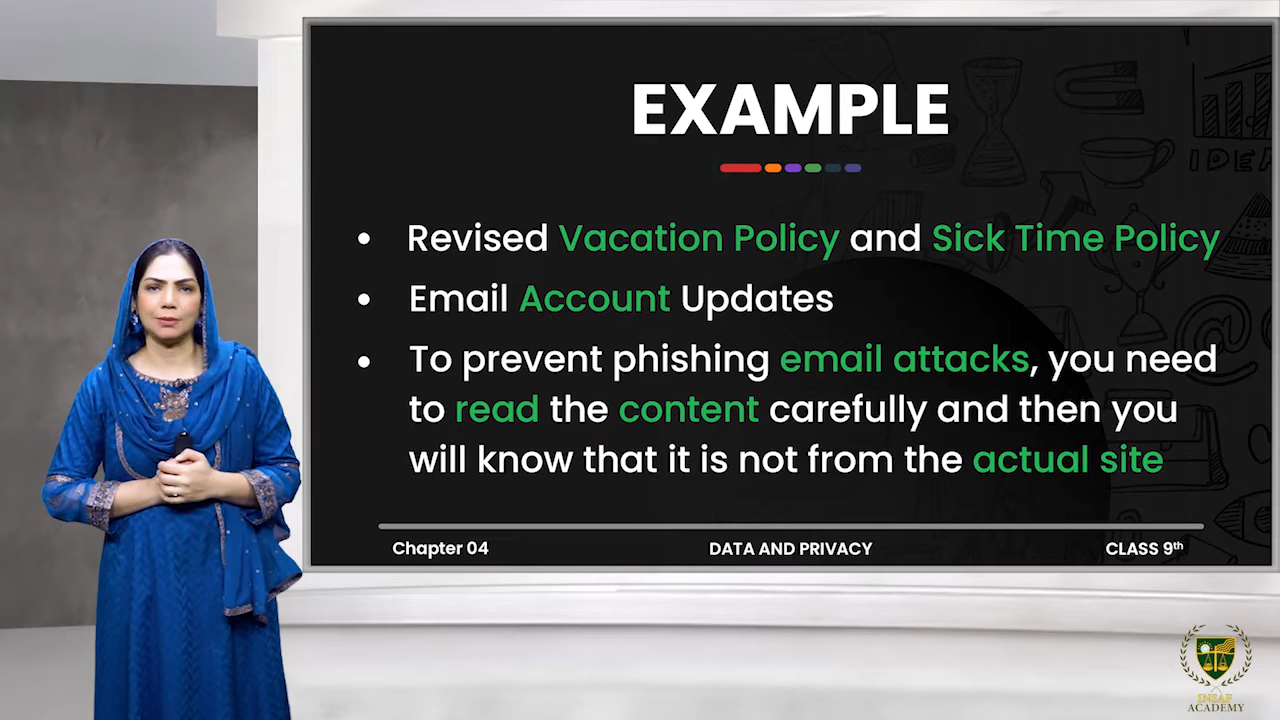 EXAMPLE
IDEA
• Revised Vacation Policy and Sick Time Policy
• Email Account Updates
• To prevent phishing email attacks, you need
to read the content carefully and then you
will know that it is not from the actual site
Chapter 04
DATA AND PRIVACY
CLASS 9th
INSAF
ACADEMY